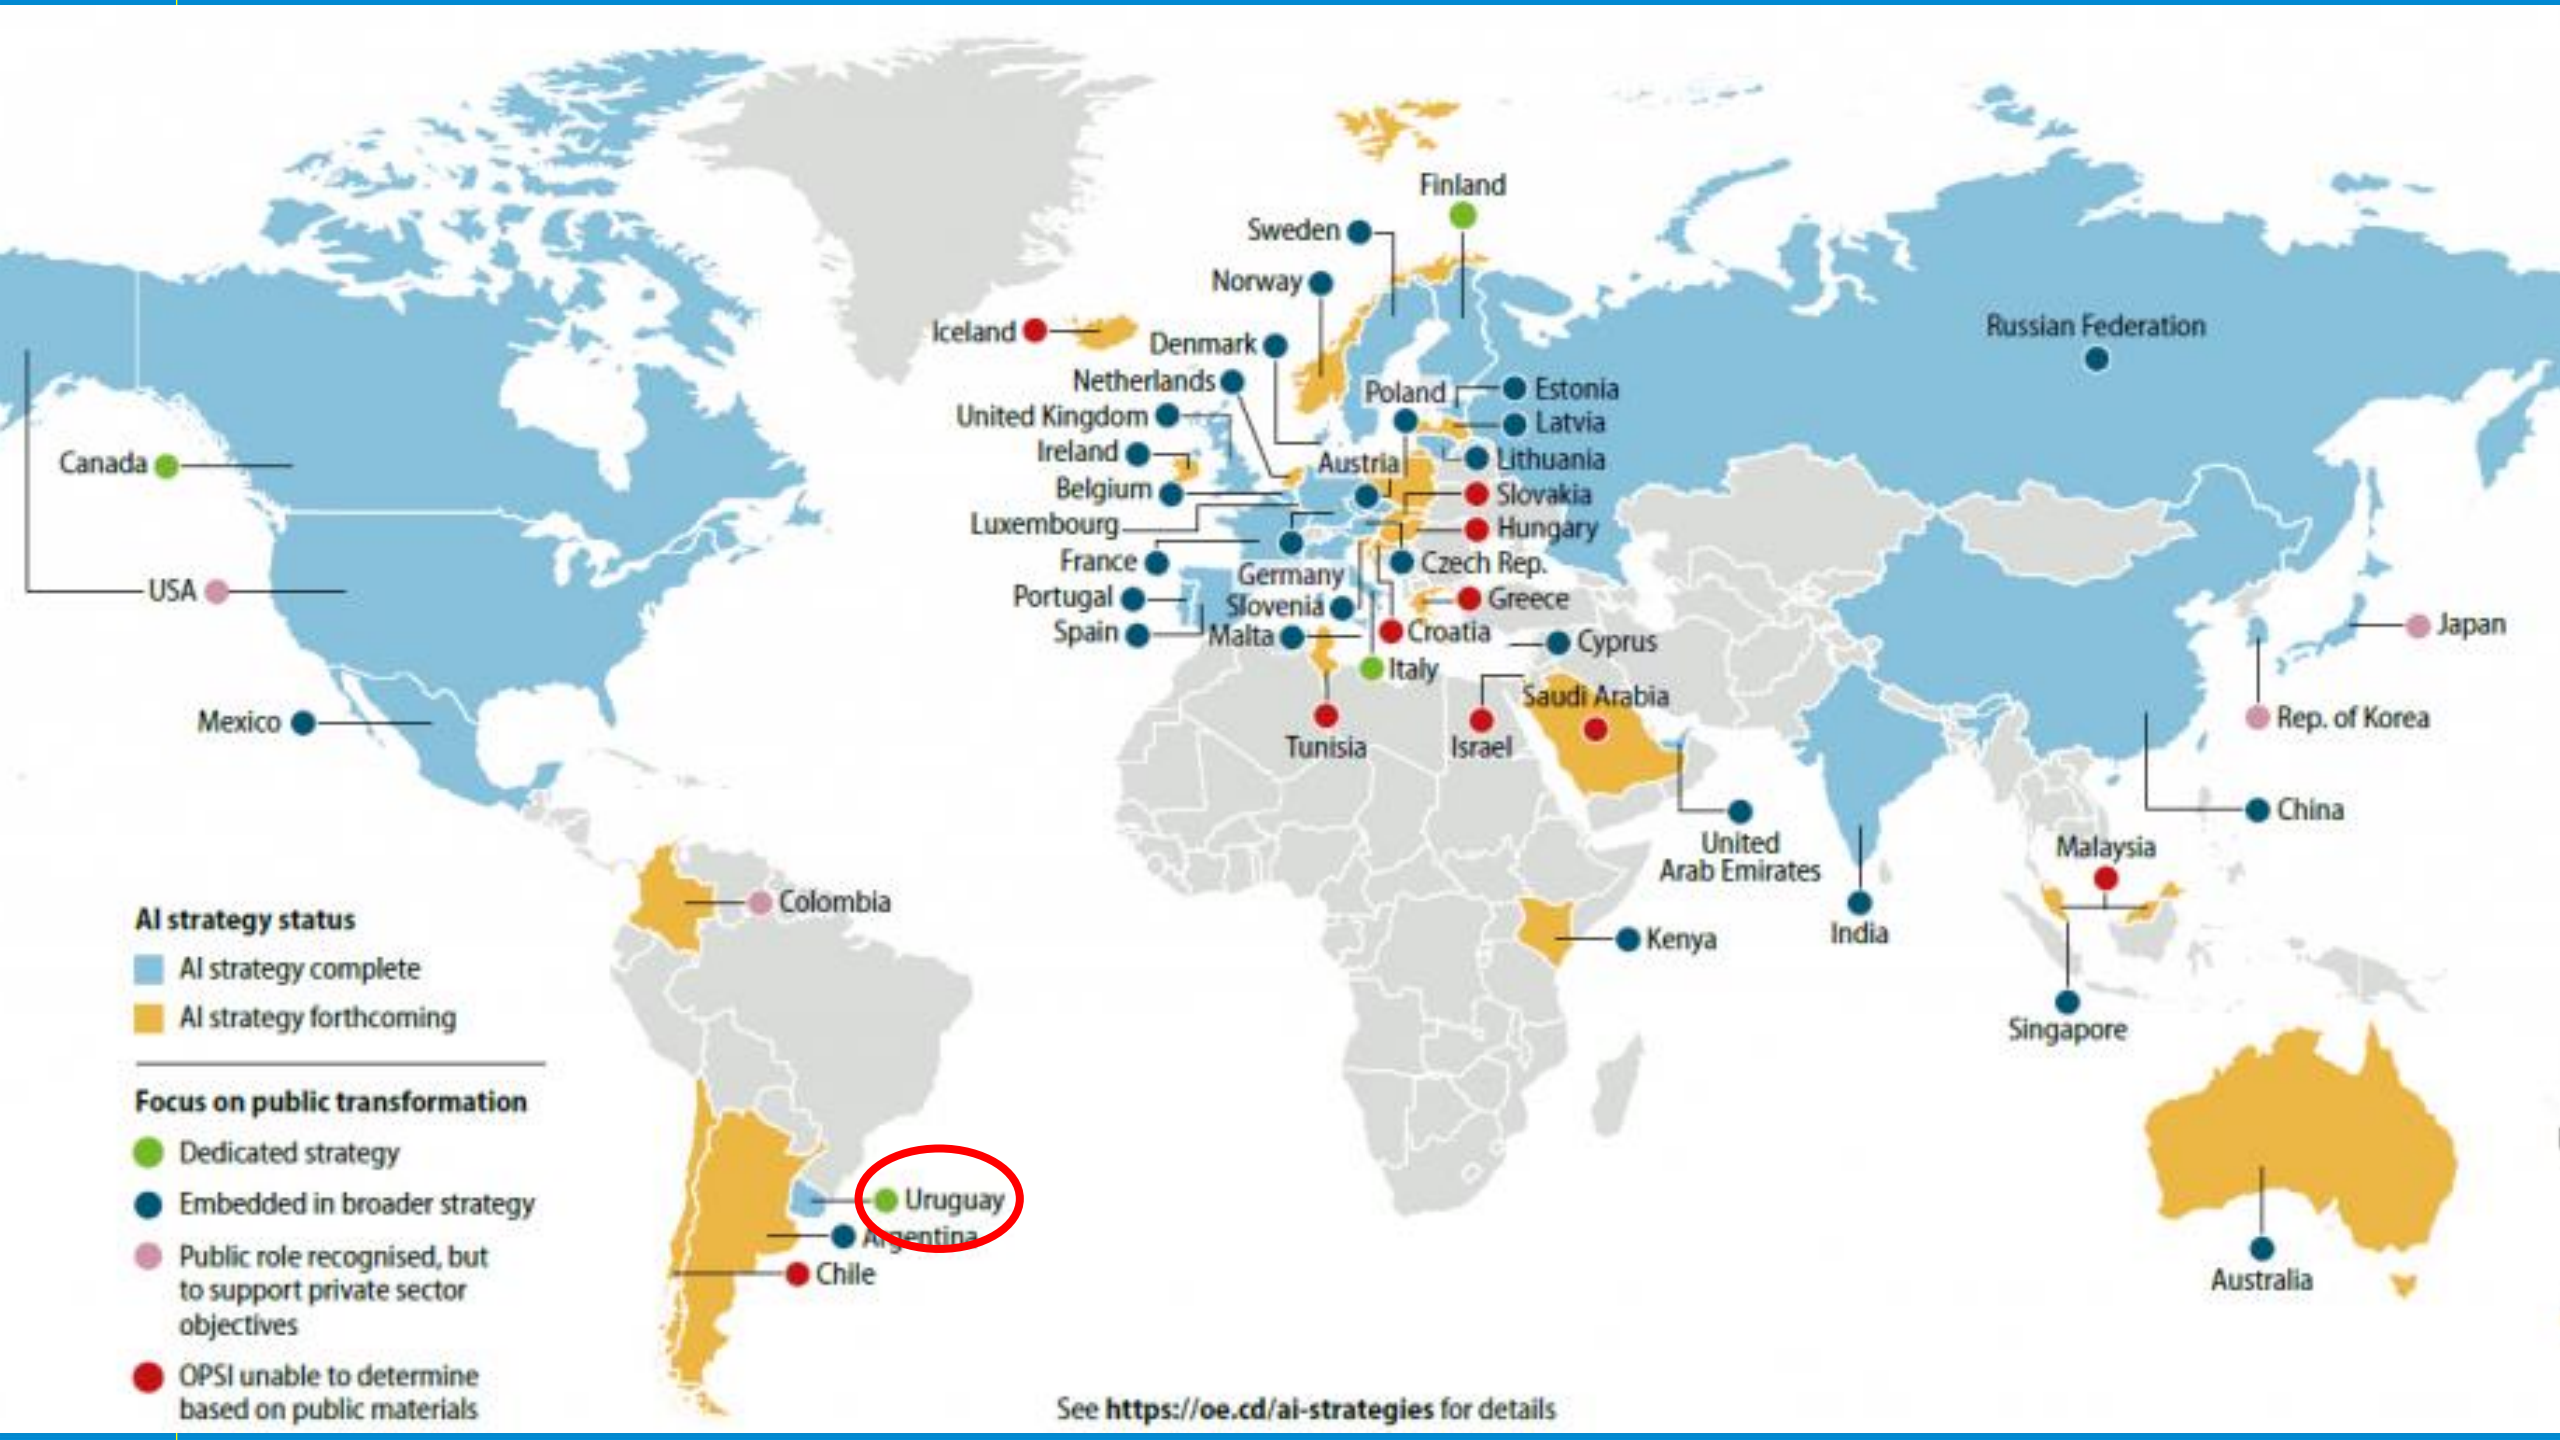 Finland
Sweden
Norway
Russian Federation
Iceland
Denmark
Netherlands
Poland
Estonia
United Kingdom
Latvia
Ireland
Canada
Austria
Lithuania
Belgium
Slovakia
Luxembourg
Hungary
France
Czech Rep.
Germany
USA
Portugal
Slovenia
Greece
Japan
Spain
Malta
Croatia
Cyprus
Italy
Saudi Arabia
Mexico
Rep. of Korea
Tunisia
Israel
China
United
Arab Emirates
Malaysia
Colombia
India
Kenya
Singapore
AI strategy status
AI strategy complete
AI strategy forthcoming
Focus on public transformation
Dedicated strategy
Embedded in broader strategy
Public role recognised, but
to support private sector
objectives
OPSI unable to determine
based on public materials
Uruguay
Argentina
Chile
Australia
See https://oe.cd/ai-strategies for details